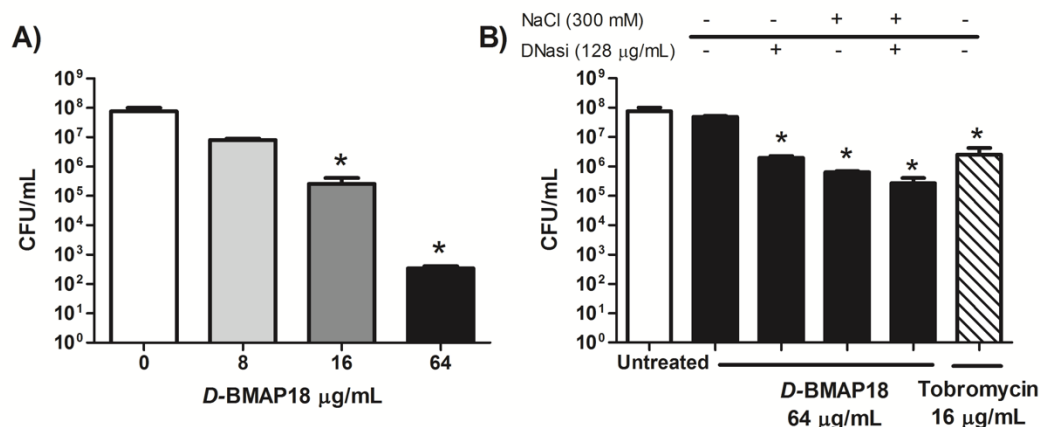 A)
CFU/mL
10⁹
10⁸
10⁷
10⁶
10⁵
10⁴
10³
10²
10¹
10⁰
*
*
0 8 16 64
D-BMAP18 µg/mL
B)
NaCl (300 mM) - - + + -
DNasi (128 µg/mL) - + - + -
CFU/mL
10⁹
10⁸
10⁷
10⁶
10⁵
10⁴
10³
10²
10¹
10⁰
* * * *
Untreated
D-BMAP18
64 µg/mL
Tobromycin
16 µg/mL